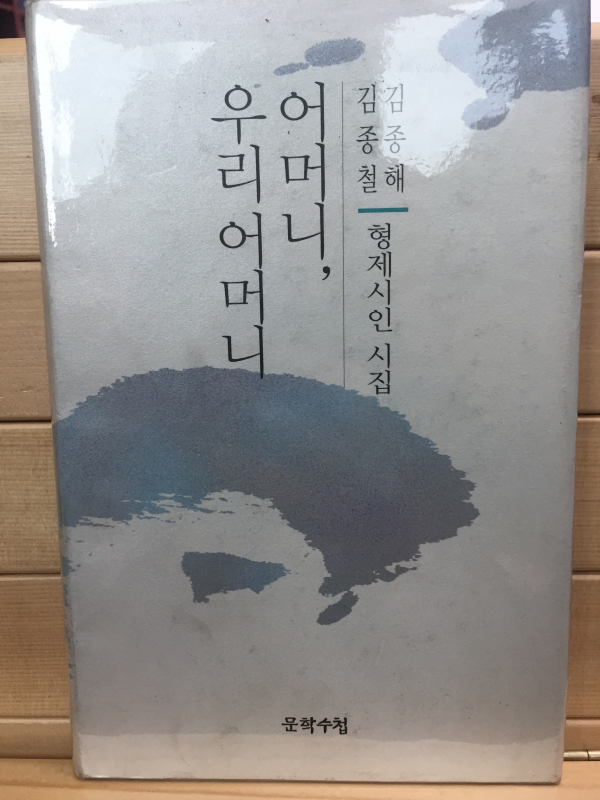 김종해
김종철
형제시인 시집
어머니,
우리 어머니
문학수첩